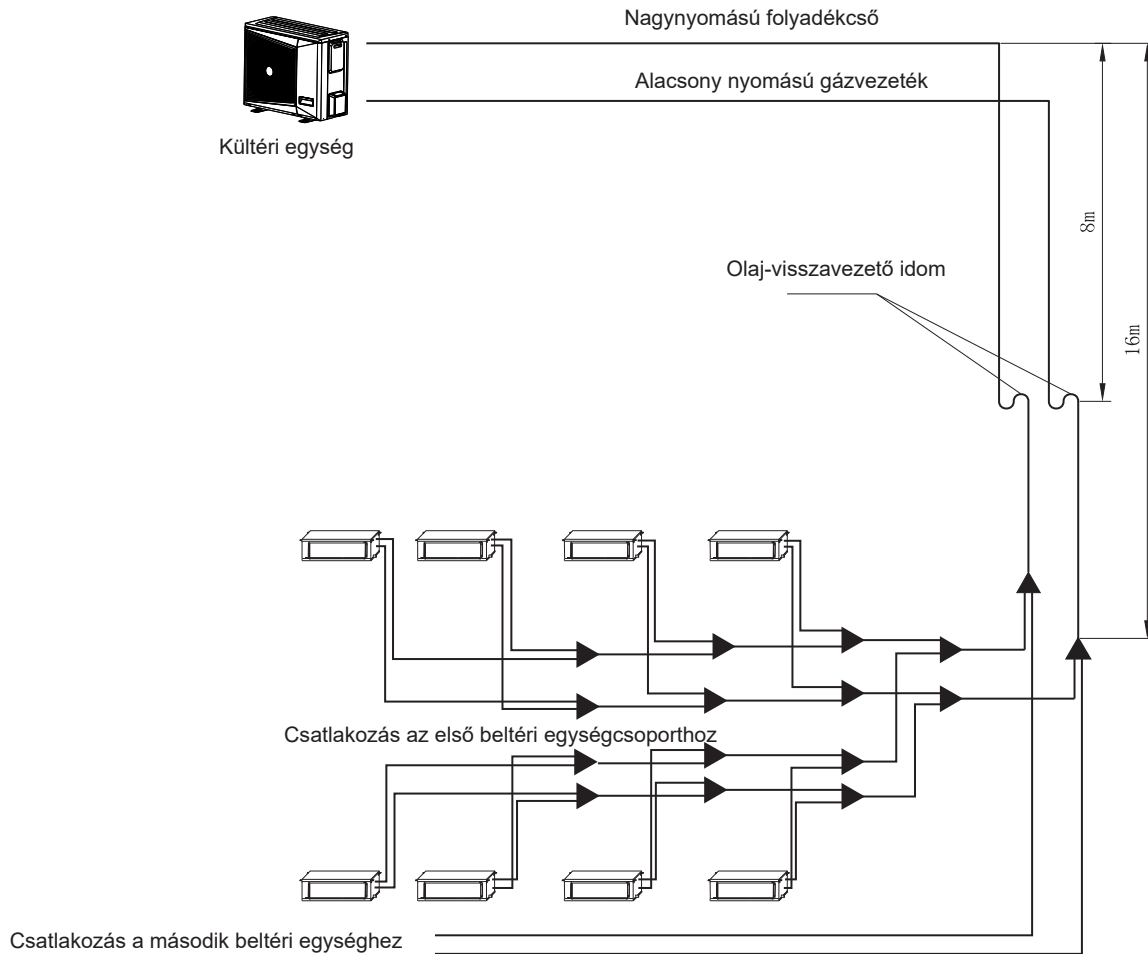 Nagynyomású folyadékcső
Alacsony nyomású gázvezeték
Kültéri egység
8m
Olaj-visszavezető idom
16m
Csatlakozás az első beltéri egységcsoporthoz
Csatlakozás a második beltéri egységhez